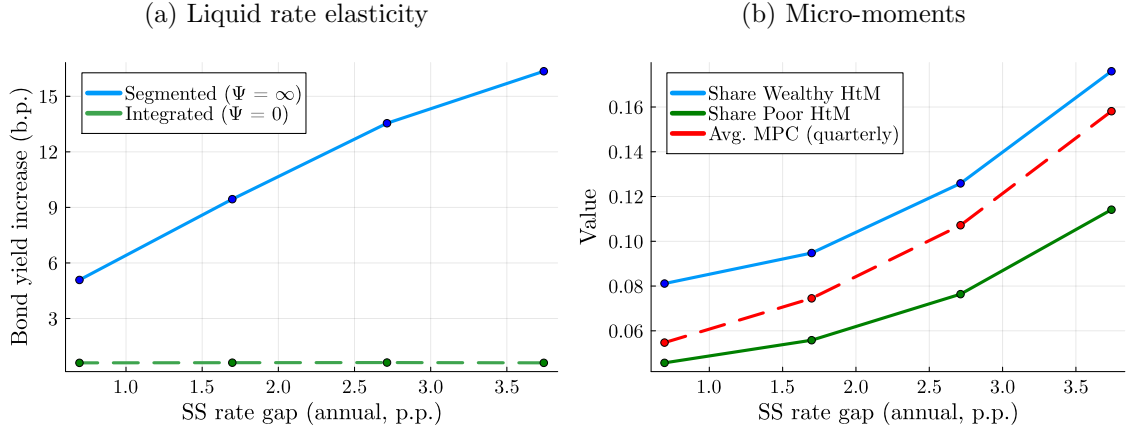 (a) Liquid rate elasticity
Bond yield increase (b.p.)
15
12
9
6
3
Segmented (Ψ = ∞)
Integrated (Ψ = 0)
1.0 1.5 2.0 2.5 3.0 3.5
SS rate gap (annual, p.p.)
(b) Micro-moments
Value
0.16
0.14
0.12
0.10
0.08
0.06
Share Wealthy HtM
Share Poor HtM
Avg. MPC (quarterly)
1.0 1.5 2.0 2.5 3.0 3.5
SS rate gap (annual, p.p.)